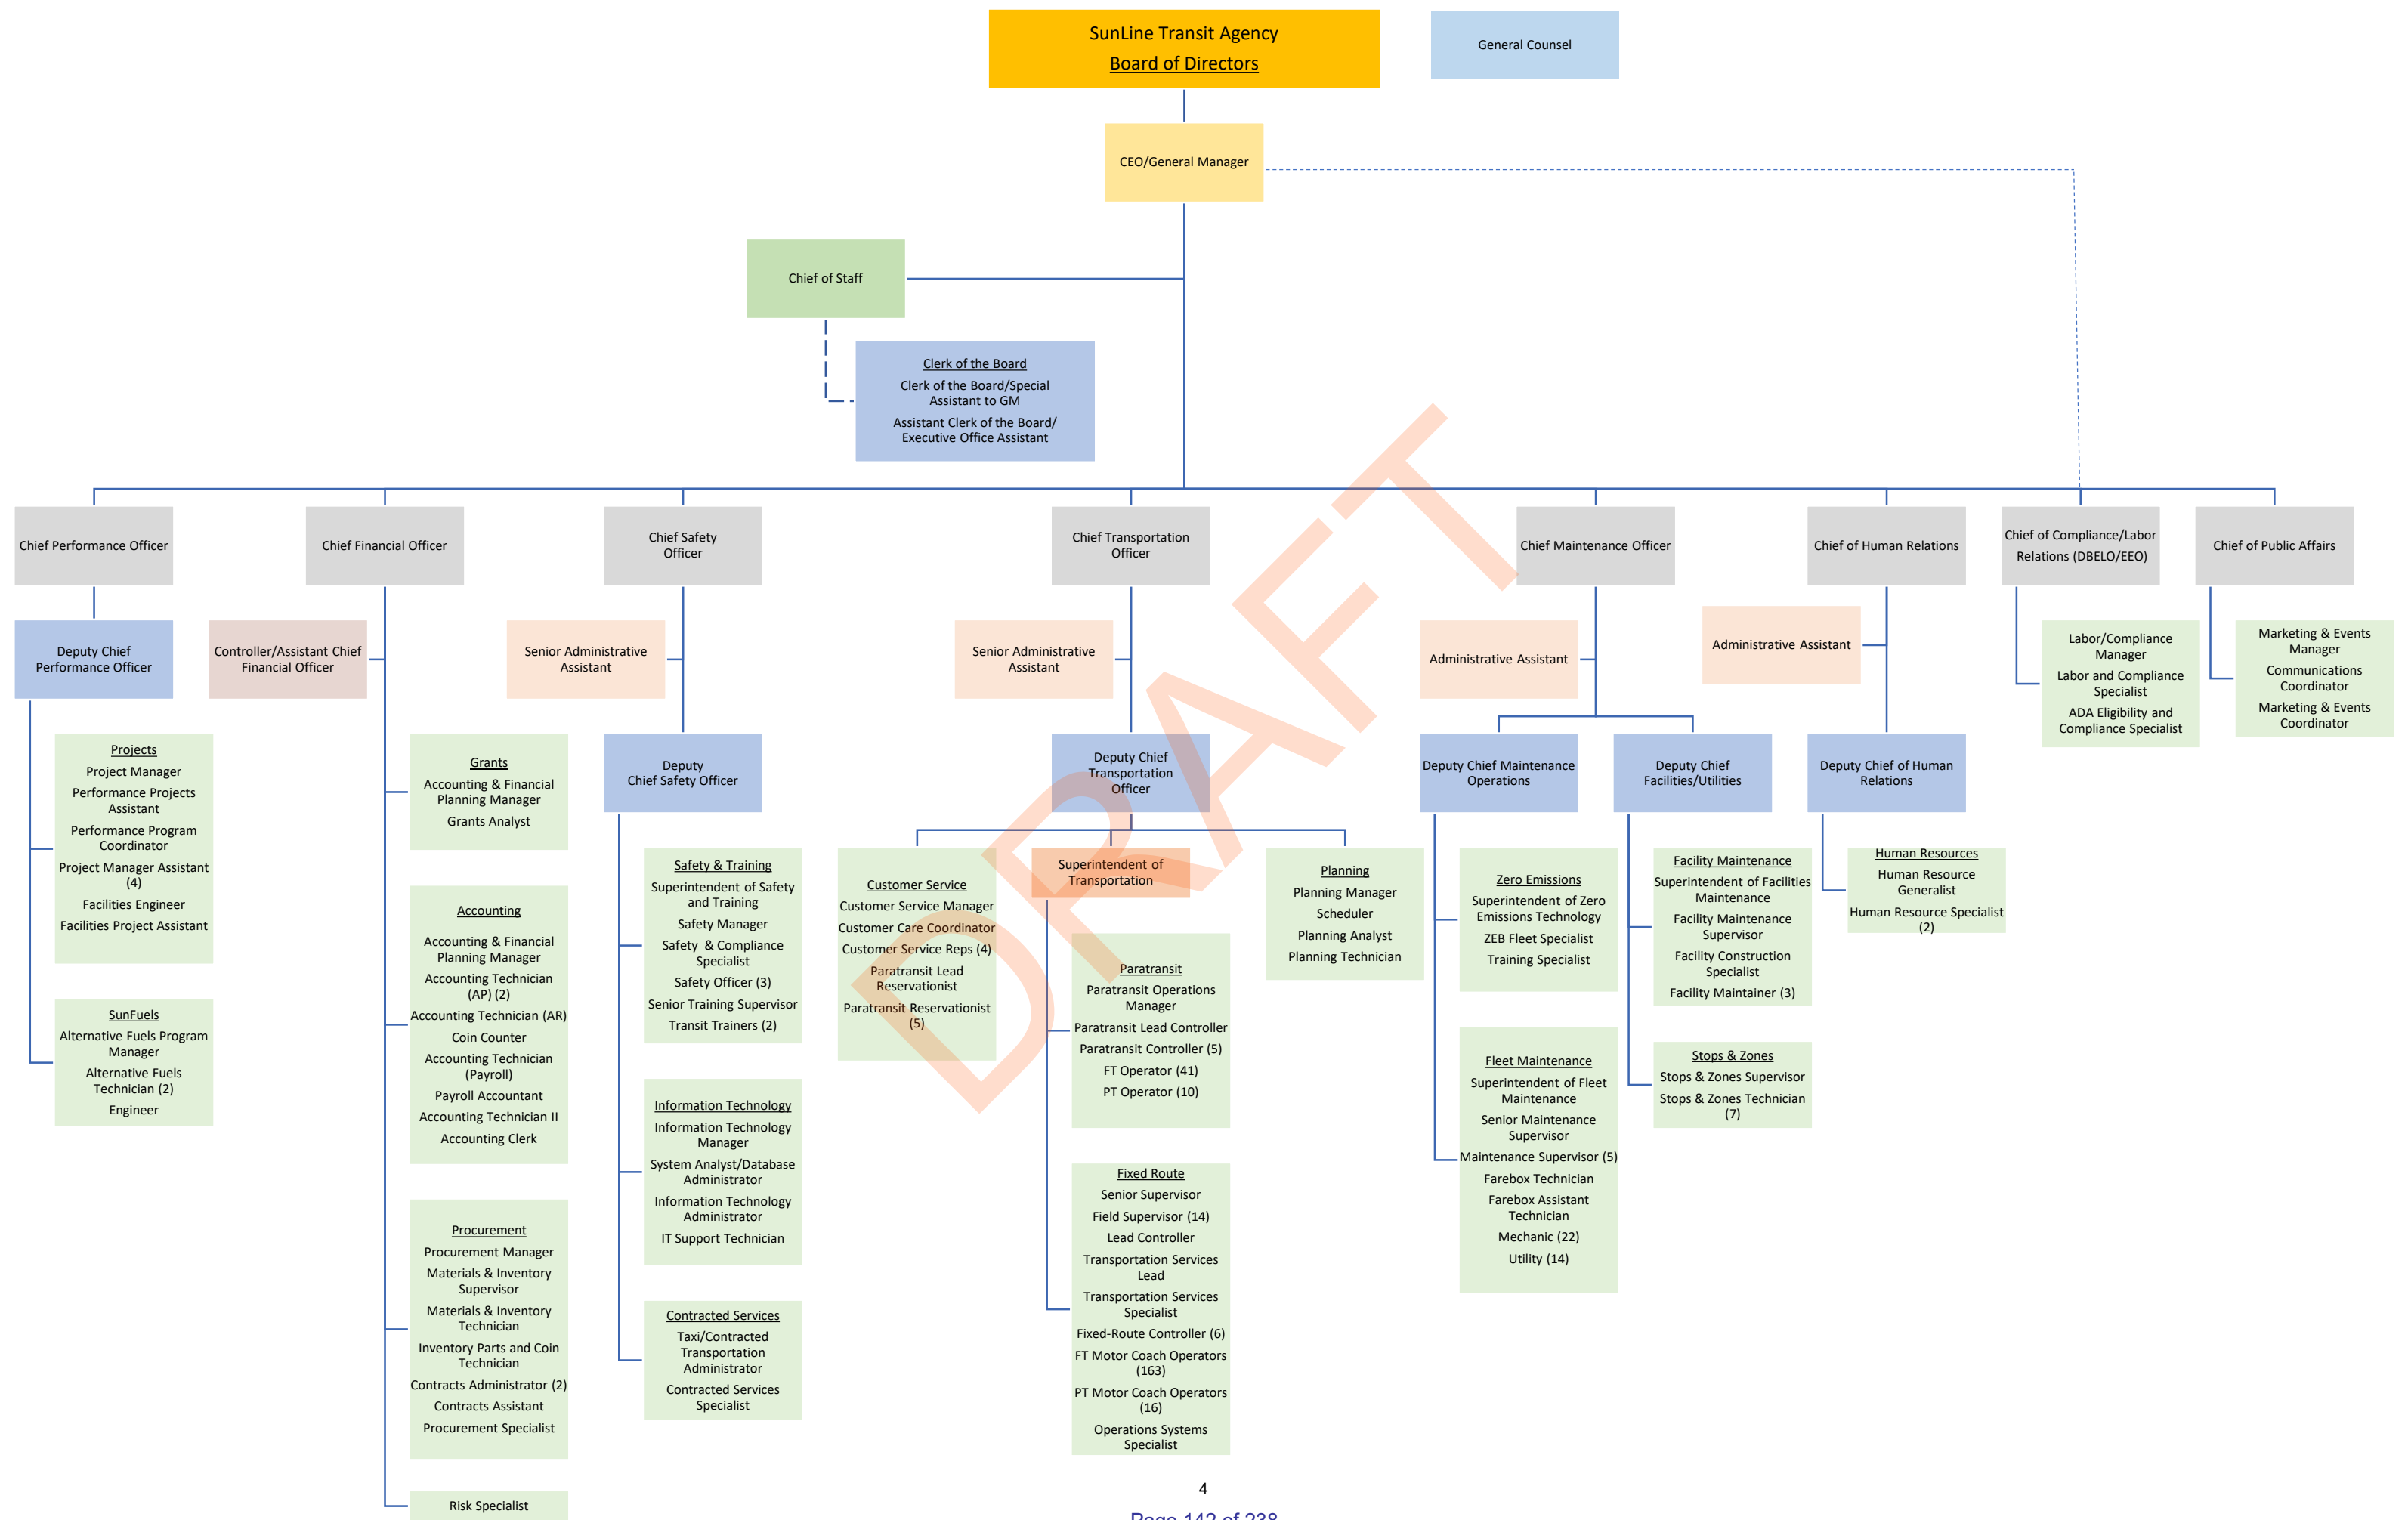 SunLine Transit Agency
Board of Directors
General Counsel
CEO/General Manager
Chief of Staff
Clerk of the Board
Clerk of the Board/Special
Assistant to GM
Assistant Clerk of the Board/
Executive Office Assistant
Chief Performance Officer
Chief Financial Officer
Chief Safety
Officer
Chief Transportation
Officer
Chief Maintenance Officer
Chief of Human Relations
Chief of Compliance/Labor
Relations (DBELO/EEO)
Chief of Public Affairs
Deputy Chief
Performance Officer
Controller/Assistant Chief
Financial Officer
Senior Administrative
Assistant
Senior Administrative
Assistant
Administrative Assistant
Administrative Assistant
Labor/Compliance
Manager
Labor and Compliance
Specialist
ADA Eligibility and
Compliance Specialist
Marketing & Events
Manager
Communications
Coordinator
Marketing & Events
Coordinator
Projects
Project Manager
Performance Projects
Assistant
Performance Program
Coordinator
Project Manager Assistant
(4)
Facilities Engineer
Facilities Project Assistant
SunFuels
Alternative Fuels Program
Manager
Alternative Fuels
Technician (2)
Engineer
Grants
Accounting & Financial
Planning Manager
Grants Analyst
Accounting
Accounting & Financial
Planning Manager
Accounting Technician
(AP) (2)
Accounting Technician (AR)
Coin Counter
Accounting Technician
(Payroll)
Payroll Accountant
Accounting Technician II
Accounting Clerk
Procurement
Procurement Manager
Materials & Inventory
Supervisor
Materials & Inventory
Technician
Inventory Parts and Coin
Technician
Contracts Administrator (2)
Contracts Assistant
Procurement Specialist
Risk Specialist
Deputy
Chief Safety Officer
Safety & Training
Superintendent of Safety
and Training
Safety Manager
Safety & Compliance
Specialist
Safety Officer (3)
Senior Training Supervisor
Transit Trainers (2)
Information Technology
Information Technology
Manager
System Analyst/Database
Administrator
Information Technology
Administrator
IT Support Technician
Contracted Services
Taxi/Contracted
Transportation
Administrator
Contracted Services
Specialist
Deputy Chief
Transportation
Officer
Customer Service
Customer Service Manager
Customer Care Coordinator
Customer Service Reps (4)
Paratransit Lead
Reservationist
Paratransit Reservationist
(5)
Superintendent of
Transportation
Paratransit
Paratransit Operations
Manager
Paratransit Lead Controller
Paratransit Controller (5)
FT Operator (41)
PT Operator (10)
Fixed Route
Senior Supervisor
Field Supervisor (14)
Lead Controller
Transportation Services
Lead
Transportation Services
Specialist
Fixed-Route Controller (6)
FT Motor Coach Operators
(163)
PT Motor Coach Operators
(16)
Operations Systems
Specialist
Planning
Planning Manager
Scheduler
Planning Analyst
Planning Technician
Deputy Chief Maintenance
Operations
Zero Emissions
Superintendent of Zero
Emissions Technology
ZEB Fleet Specialist
Training Specialist
Fleet Maintenance
Superintendent of Fleet
Maintenance
Senior Maintenance
Supervisor
Maintenance Supervisor (5)
Farebox Technician
Farebox Assistant
Technician
Mechanic (22)
Utility (14)
Deputy Chief
Facilities/Utilities
Facility Maintenance
Superintendent of Facilities
Maintenance
Facility Maintenance
Supervisor
Facility Construction
Specialist
Facility Maintainer (3)
Stops & Zones
Stops & Zones Supervisor
Stops & Zones Technician
(7)
Deputy Chief of Human
Relations
Human Resources
Human Resource
Generalist
Human Resource Specialist
(2)
DRAFT
4
Page 142 of 238